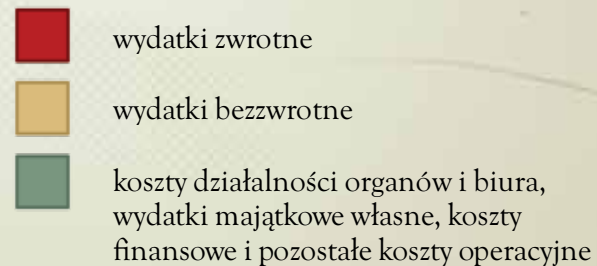 wydatki zwrotne
wydatki bezzwrotne
koszty działalności organów i biura,
wydatki majątkowe własne, koszty
finansowe i pozostałe koszty operacyjne